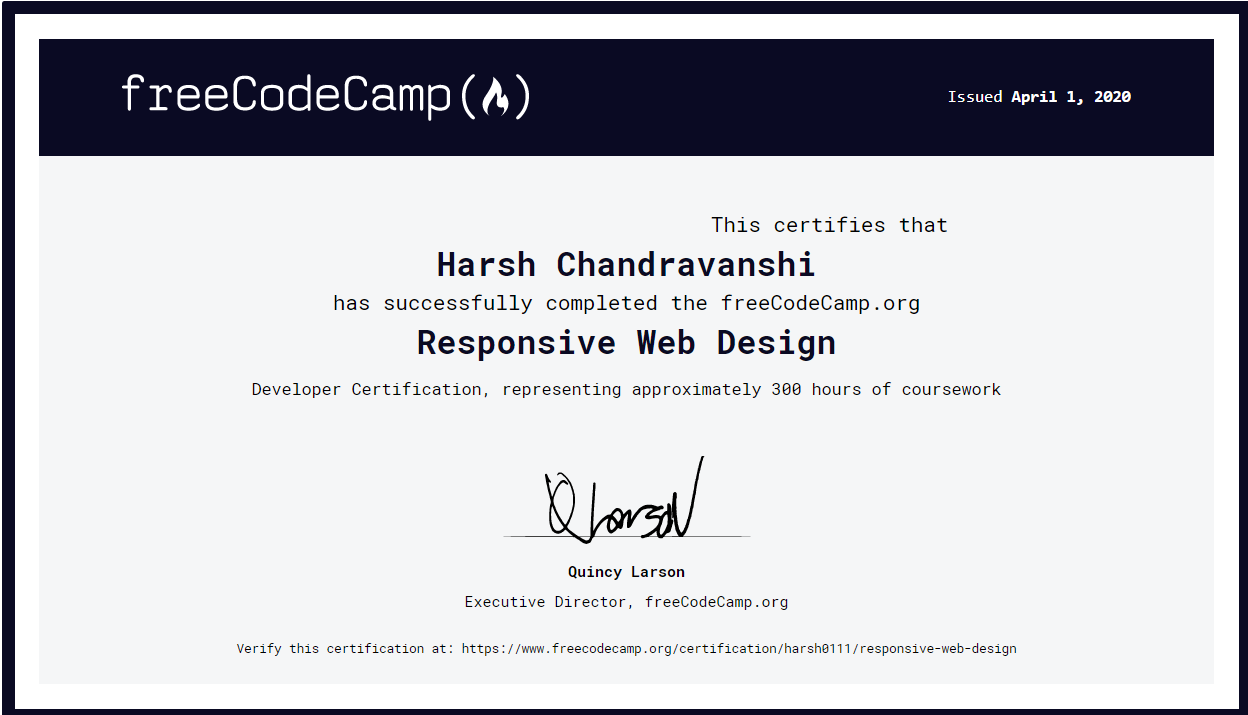 freeCodeCamp(🔥)
Issued April 1, 2020
This certifies that
Harsh Chandravanshi
has successfully completed the freeCodeCamp.org
Responsive Web Design
Developer Certification, representing approximately 300 hours of coursework
Q Larson
Quincy Larson
Executive Director, freeCodeCamp.org
Verify this certification at: https://www.freecodecamp.org/certification/harsh0111/responsive-web-design